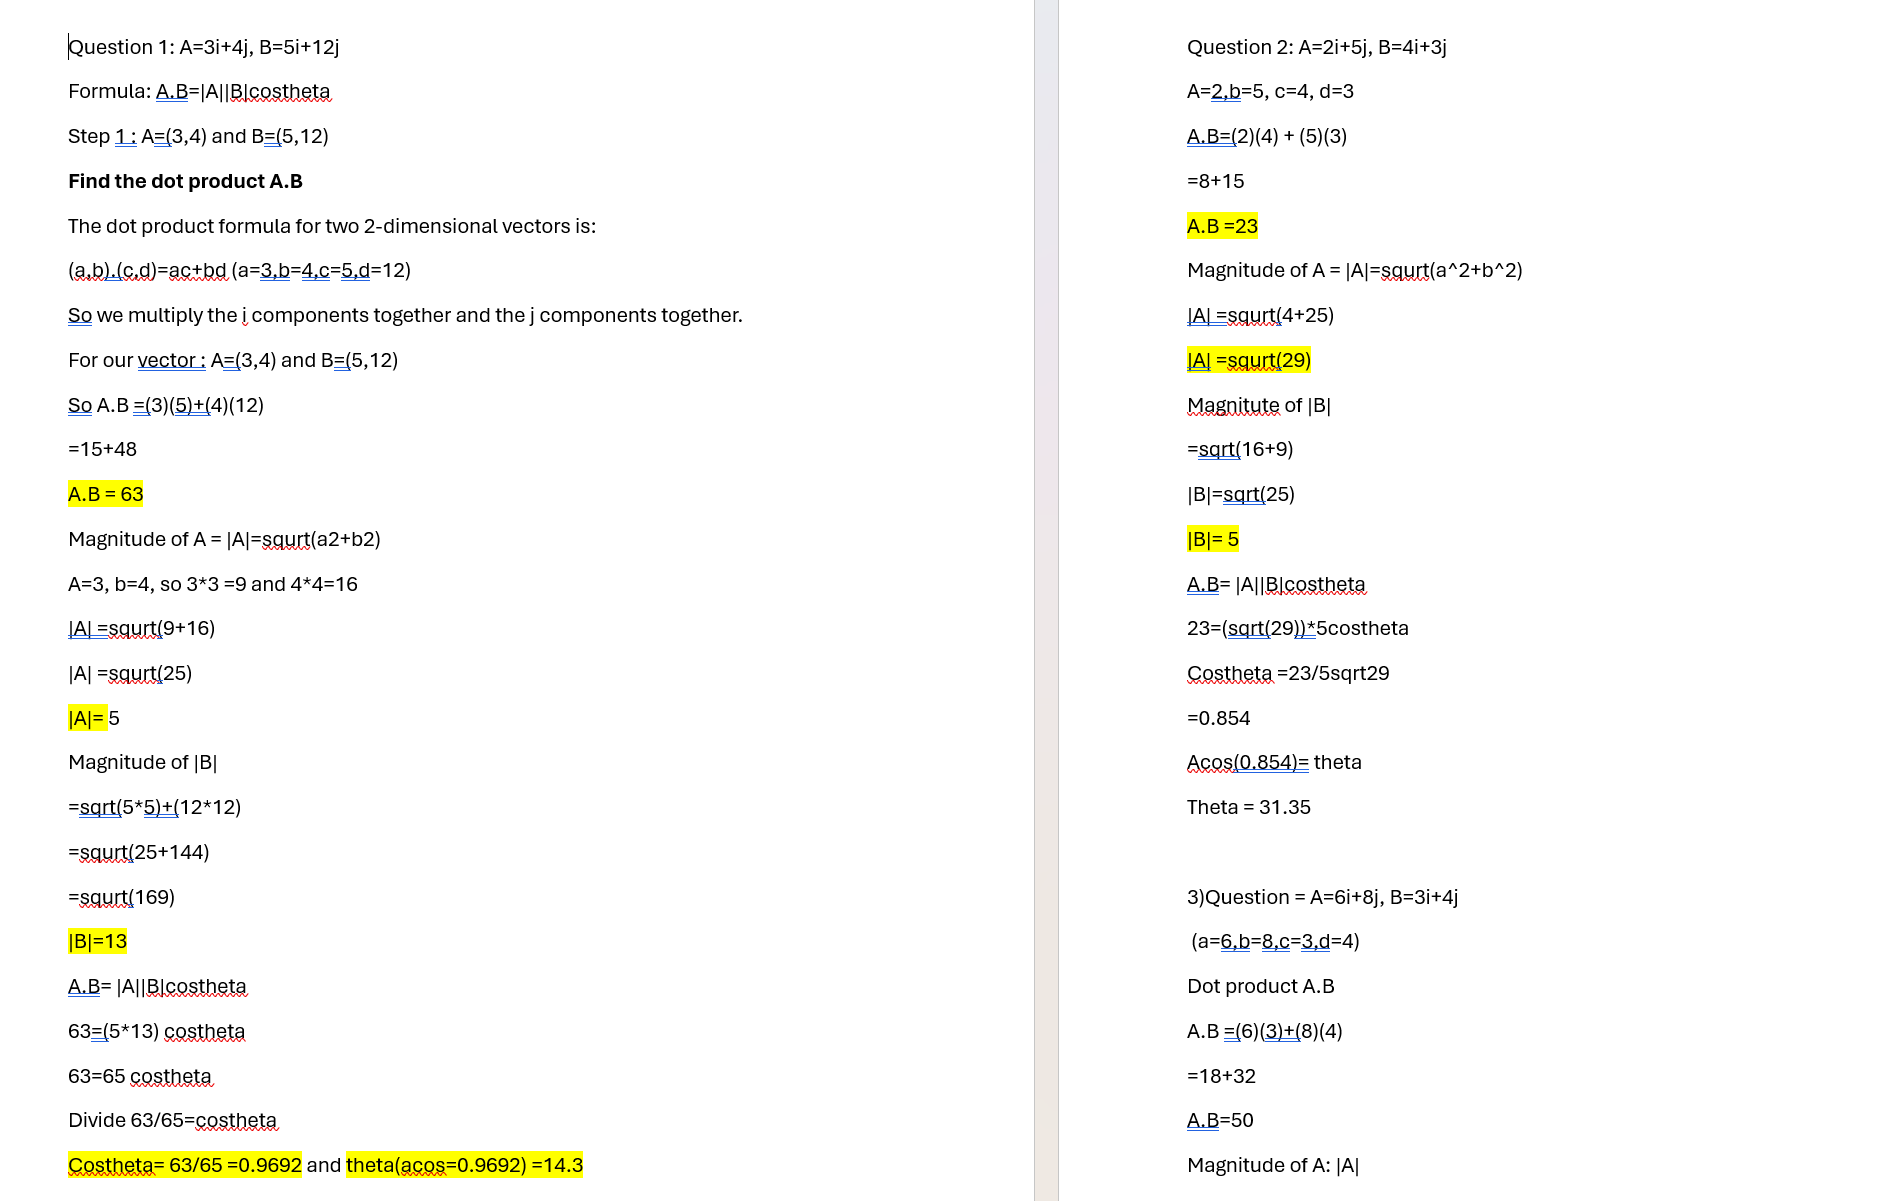 Question 1: A=3i+4j, B=5i+12j
Formula: A.B=|A||B|costheta
Step 1 : A=(3,4) and B=(5,12)
Find the dot product A.B
The dot product formula for two 2-dimensional vectors is:
(a,b).(c,d)=ac+bd (a=3,b=4,c=5,d=12)
So we multiply the i components together and the j components together.
For our vector : A=(3,4) and B=(5,12)
So A.B =(3)(5)+(4)(12)
=15+48
A.B = 63
Magnitude of A = |A|=squrt(a2+b2)
A=3, b=4, so 3*3 =9 and 4*4=16
|A| =squrt(9+16)
|A| =squrt(25)
|A|= 5
Magnitude of |B|
=sqrt(5*5)+(12*12)
=squrt(25+144)
=squrt(169)
|B|=13
A.B= |A||B|costheta
63=(5*13) costheta
63=65 costheta
Divide 63/65=costheta
Costheta= 63/65 =0.9692 and theta(acos=0.9692) =14.3
Question 2: A=2i+5j, B=4i+3j
A=2,b=5, c=4, d=3
A.B=(2)(4) + (5)(3)
=8+15
A.B =23
Magnitude of A = |A|=squrt(a^2+b^2)
|A| =squrt(4+25)
|A| =squrt(29)
Magnitute of |B|
=sqrt(16+9)
|B|=sqrt(25)
|B|= 5
A.B= |A||B|costheta
23=(sqrt(29))*5costheta
Costheta =23/5sqrt29
=0.854
Acos(0.854)= theta
Theta = 31.35
3)Question = A=6i+8j, B=3i+4j
(a=6,b=8,c=3,d=4)
Dot product A.B
A.B =(6)(3)+(8)(4)
=18+32
A.B=50
Magnitude of A: |A|